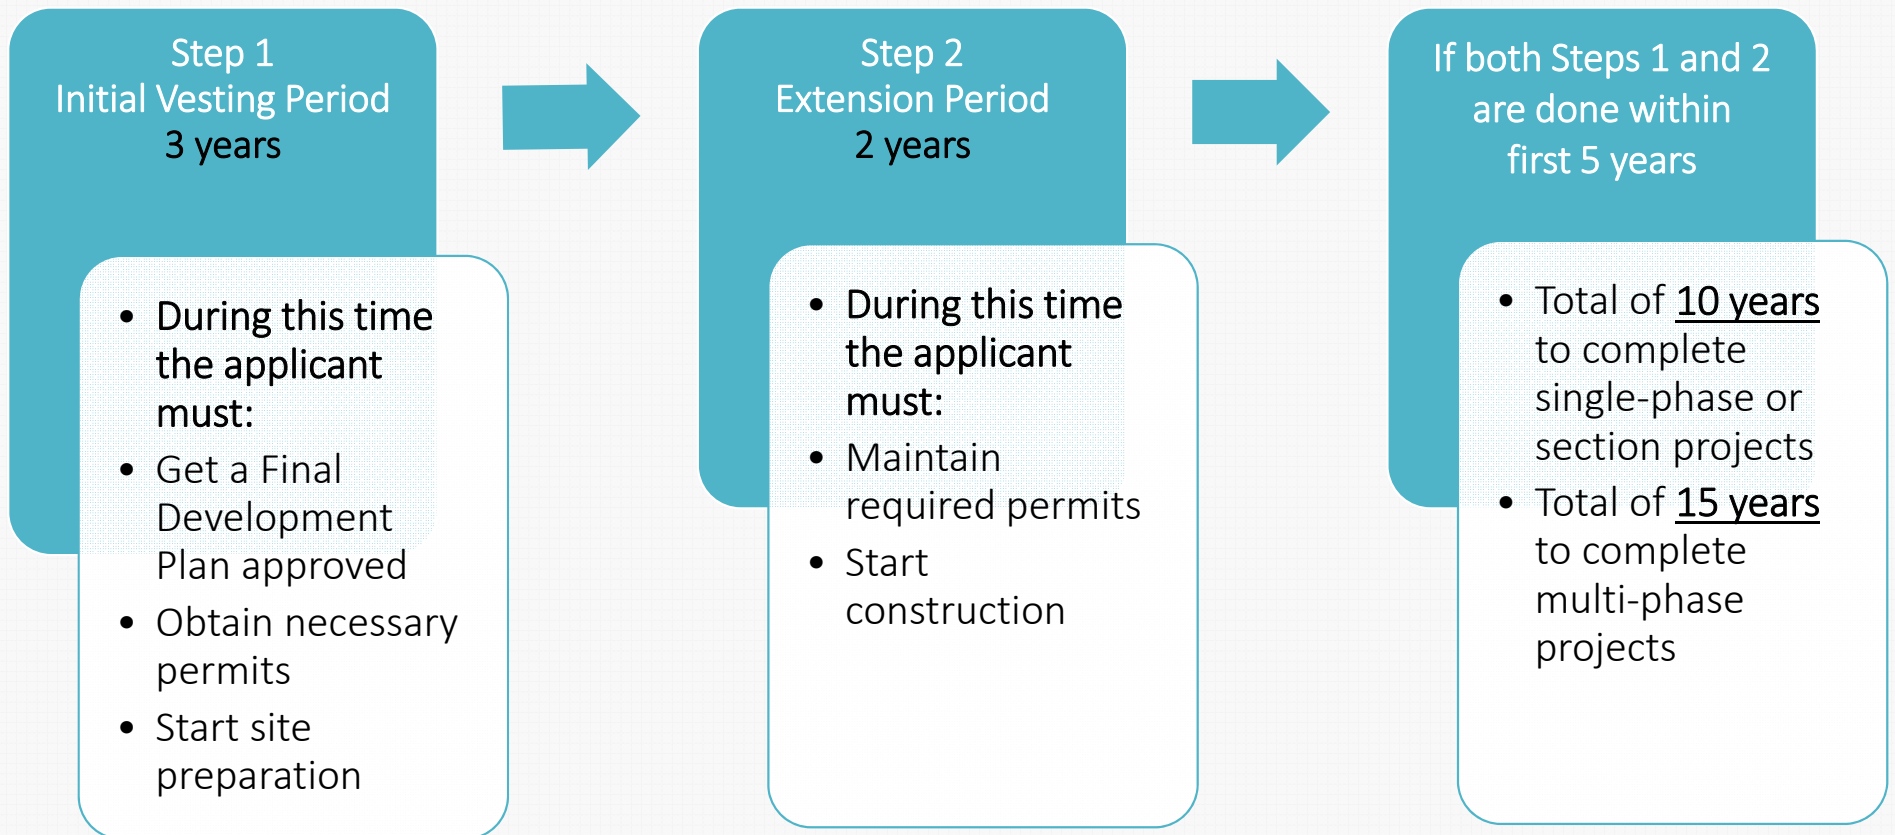 Step 1
Initial Vesting Period
3 years
• During this time
the applicant
must:
• Get a Final
Development
Plan approved
• Obtain necessary
permits
• Start site
preparation
Step 2
Extension Period
2 years
• During this time
the applicant
must:
• Maintain
required permits
• Start
construction
If both Steps 1 and 2
are done within
first 5 years
• Total of 10 years
to complete
single-phase or
section projects
• Total of 15 years
to complete
multi-phase
projects